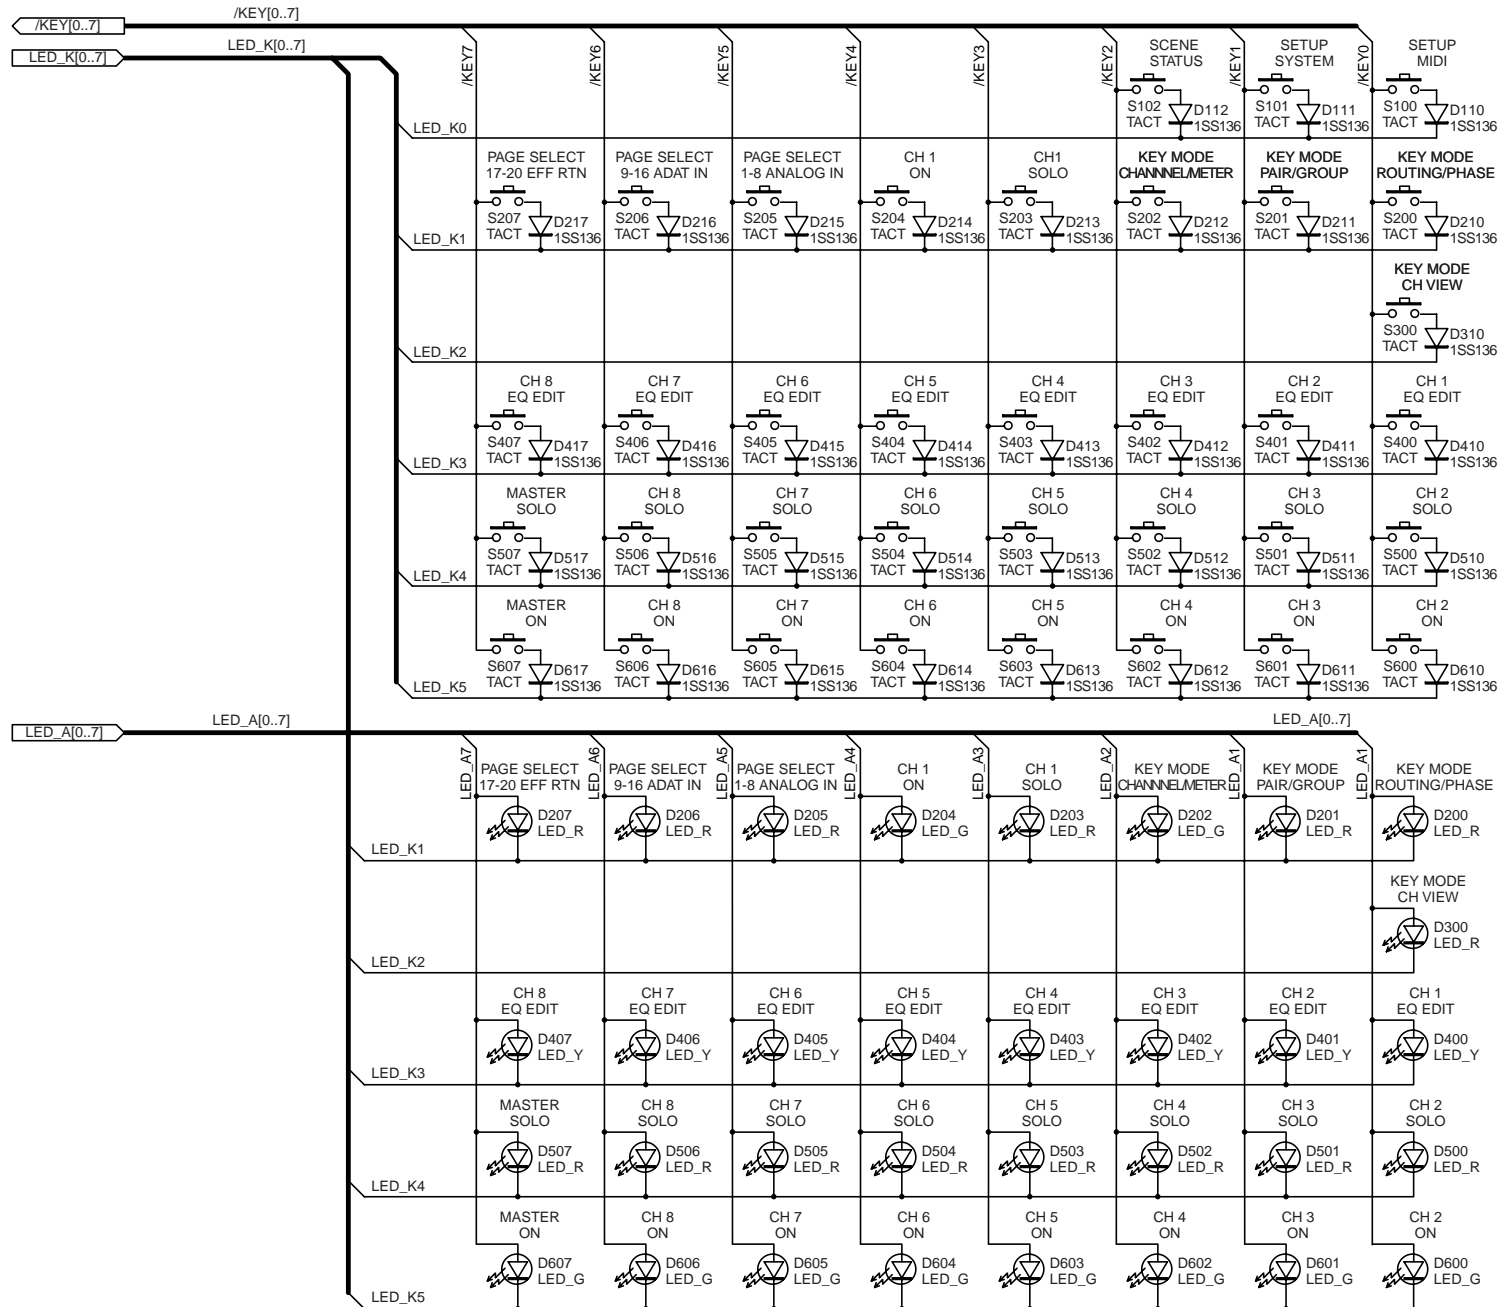 /KEY[0..7]
/KEY[0..7]
LED_K[0..7]
LED_K[0..7]
/KEY7 /KEY6 /KEY5 /KEY4 /KEY3 /KEY2 /KEY1 /KEY0
SCENE SETUP SETUP
STATUS SYSTEM MIDI
S102 D112 S101 D111 S100 D110
TACT 1SS136 TACT 1SS136 TACT 1SS136
LED_K0
PAGE SELECT PAGE SELECT PAGE SELECT CH 1 CH1 KEY MODE KEY MODE KEY MODE
17-20 EFF RTN 9-16 ADAT IN 1-8 ANALOG IN ON SOLO CHANNNEL/METER PAIR/GROUP ROUTING/PHASE
S207 D217 S206 D216 S205 D215 S204 D214 S203 D213 S202 D212 S201 D211 S200 D210
TACT 1SS136 TACT 1SS136 TACT 1SS136 TACT 1SS136 TACT 1SS136 TACT 1SS136 TACT 1SS136 TACT 1SS136
LED_K1
KEY MODE
CH VIEW
S300 D310
TACT 1SS136
LED_K2
CH 8 CH 7 CH 6 CH 5 CH 4 CH 3 CH 2 CH 1
EQ EDIT EQ EDIT EQ EDIT EQ EDIT EQ EDIT EQ EDIT EQ EDIT EQ EDIT
S407 D417 S406 D416 S405 D415 S404 D414 S403 D413 S402 D412 S401 D411 S400 D410
TACT 1SS136 TACT 1SS136 TACT 1SS136 TACT 1SS136 TACT 1SS136 TACT 1SS136 TACT 1SS136 TACT 1SS136
LED_K3
MASTER CH 8 CH 7 CH 6 CH 5 CH 4 CH 3 CH 2
SOLO SOLO SOLO SOLO SOLO SOLO SOLO SOLO
S507 D517 S506 D516 S505 D515 S504 D514 S503 D513 S502 D512 S501 D511 S500 D510
TACT 1SS136 TACT 1SS136 TACT 1SS136 TACT 1SS136 TACT 1SS136 TACT 1SS136 TACT 1SS136 TACT 1SS136
LED_K4
MASTER CH 8 CH 7 CH 6 CH 5 CH 4 CH 3 CH 2
ON ON ON ON ON ON ON ON
S607 D617 S606 D616 S605 D615 S604 D614 S603 D613 S602 D612 S601 D611 S600 D610
TACT 1SS136 TACT 1SS136 TACT 1SS136 TACT 1SS136 TACT 1SS136 TACT 1SS136 TACT 1SS136 TACT 1SS136
LED_K5
LED_A[0..7]
LED_A[0..7] LED_A[0..7]
LED_A7 LED_A6 LED_A5 LED_A4 LED_A3 LED_A2 LED_A1 LED_A1
PAGE SELECT PAGE SELECT PAGE SELECT CH 1 CH 1 KEY MODE KEY MODE KEY MODE
17-20 EFF RTN 9-16 ADAT IN 1-8 ANALOG IN ON SOLO CHANNNEL/METER PAIR/GROUP ROUTING/PHASE
D207 D206 D205 D204 D203 D202 D201 D200
LED_R LED_R LED_R LED_G LED_R LED_G LED_R LED_R
LED_K1
KEY MODE
CH VIEW
D300
LED_R
LED_K2
CH 8 CH 7 CH 6 CH 5 CH 4 CH 3 CH 2 CH 1
EQ EDIT EQ EDIT EQ EDIT EQ EDIT EQ EDIT EQ EDIT EQ EDIT EQ EDIT
D407 D406 D405 D404 D403 D402 D401 D400
LED_Y LED_Y LED_Y LED_Y LED_Y LED_Y LED_Y LED_Y
LED_K3
MASTER CH 8 CH 7 CH 6 CH 5 CH 4 CH 3 CH 2
SOLO SOLO SOLO SOLO SOLO SOLO SOLO SOLO
D507 D506 D505 D504 D503 D502 D501 D500
LED_R LED_R LED_R LED_R LED_R LED_R LED_R LED_R
LED_K4
MASTER CH 8 CH 7 CH 6 CH 5 CH 4 CH 3 CH 2
ON ON ON ON ON ON ON ON
D607 D606 D605 D604 D603 D602 D601 D600
LED_G LED_G LED_G LED_G LED_G LED_G LED_G LED_G
LED_K5